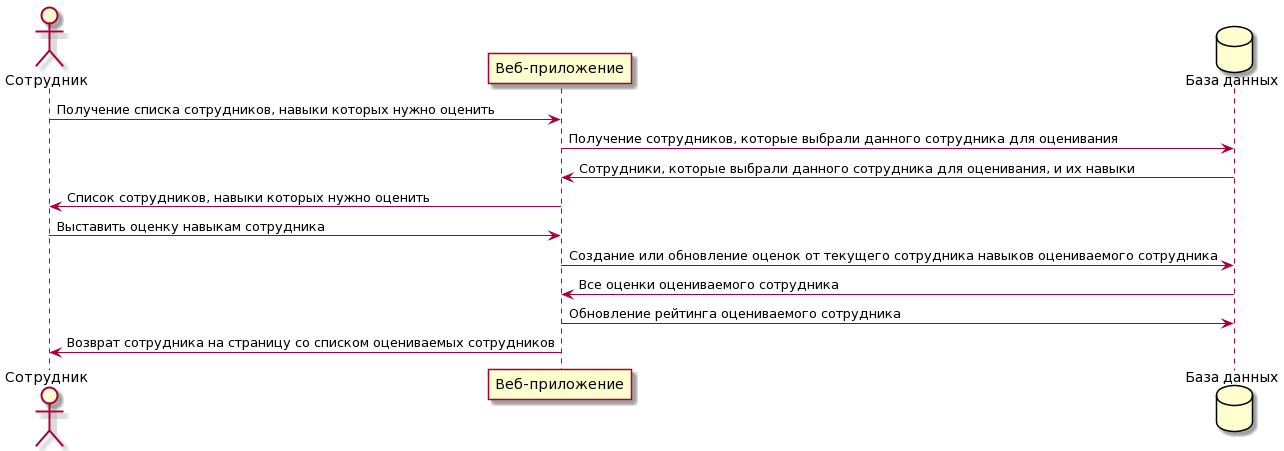 Сотрудник
Веб-приложение
База данных
Получение списка сотрудников, навыки которых нужно оценить
Получение сотрудников, которые выбрали данного сотрудника для оценивания
Сотрудники, которые выбрали данного сотрудника для оценивания, и их навыки
Список сотрудников, навыки которых нужно оценить
Выставить оценку навыкам сотрудника
Создание или обновление оценок от текущего сотрудника навыков оцениваемого сотрудника
Все оценки оцениваемого сотрудника
Обновление рейтинга оцениваемого сотрудника
Возврат сотрудника на страницу со списком оцениваемых сотрудников
Сотрудник
Веб-приложение
База данных